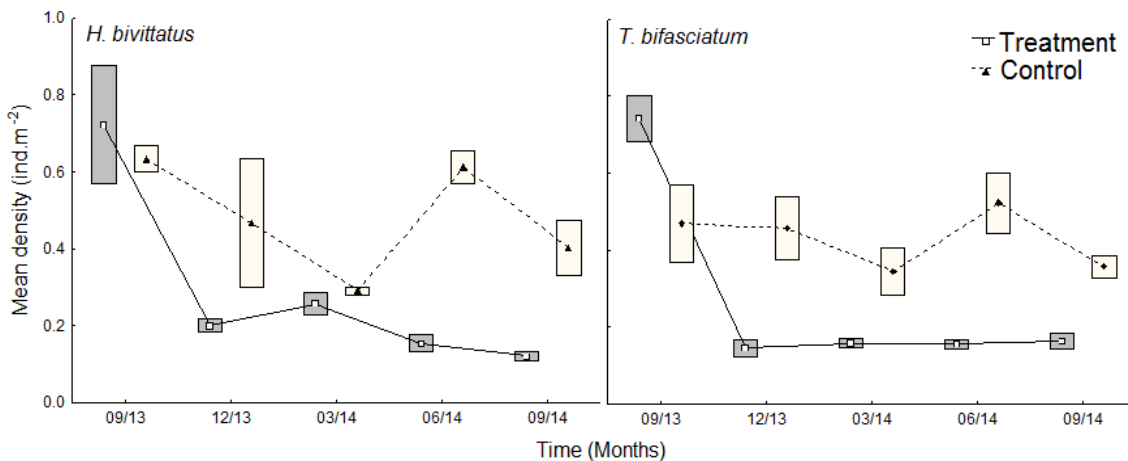 H. bivittatus
T. bifasciatum
Treatment
Control
Mean density (ind.m-2)
1.0
0.8
0.6
0.4
0.2
0.0
09/13 12/13 03/14 06/14 09/14
09/13 12/13 03/14 06/14 09/14
Time (Months)